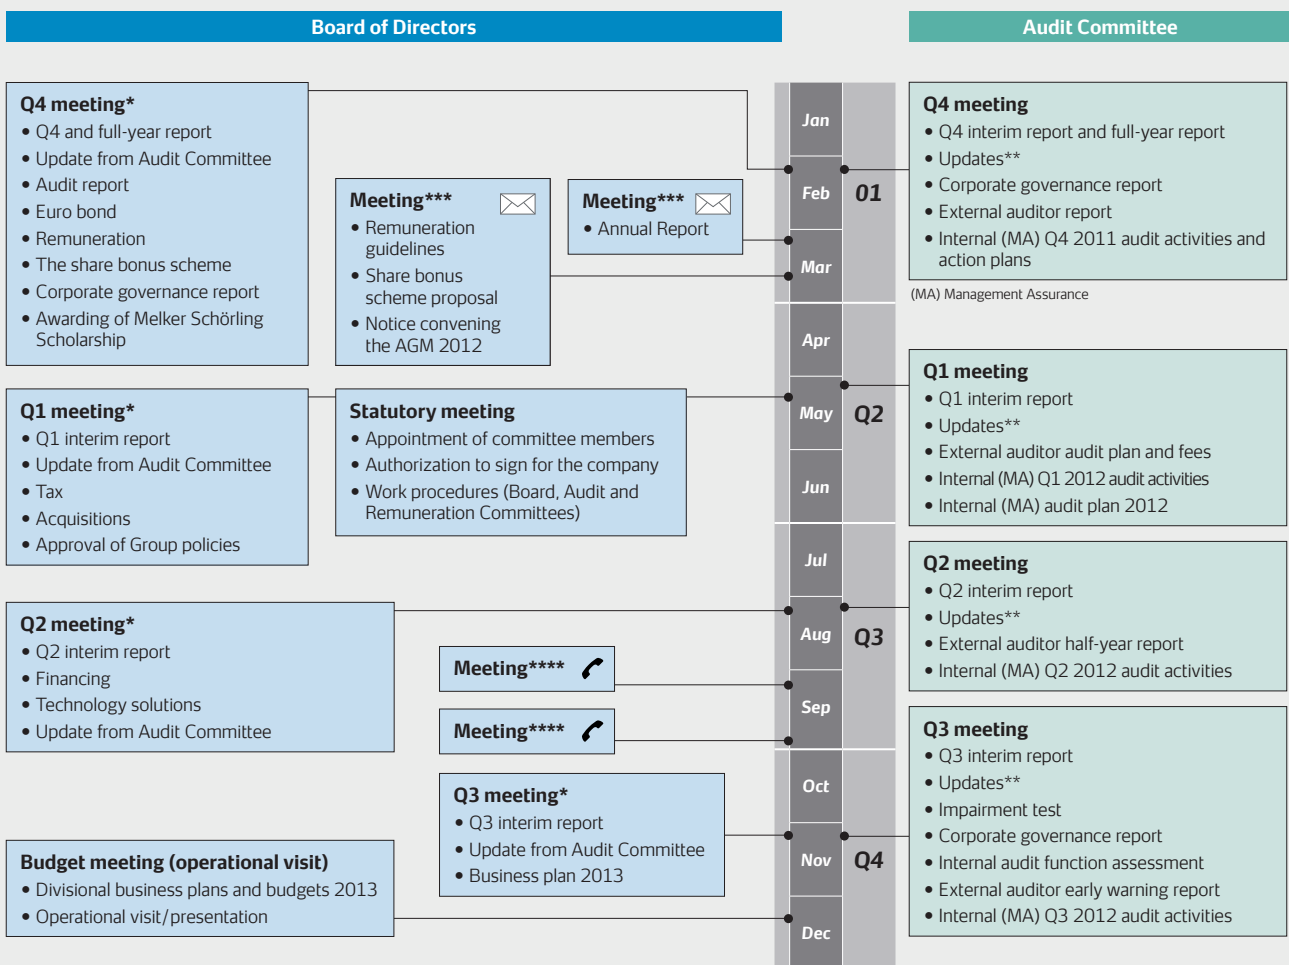 Board of Directors
Audit Committee
Q4 meeting*
• Q4 and full-year report
• Update from Audit Committee
• Audit report
• Euro bond
• Remuneration
• The share bonus scheme
• Corporate governance report
• Awarding of Melker Schörling
Scholarship
Meeting***
• Remuneration
guidelines
• Share bonus
scheme proposal
• Notice convening
the AGM 2012
Meeting***
• Annual Report
Q1 meeting*
• Q1 interim report
• Update from Audit Committee
• Tax
• Acquisitions
• Approval of Group policies
Statutory meeting
• Appointment of committee members
• Authorization to sign for the company
• Work procedures (Board, Audit and
Remuneration Committees)
Q2 meeting*
• Q2 interim report
• Financing
• Technology solutions
• Update from Audit Committee
Meeting****
Meeting****
Q3 meeting*
• Q3 interim report
• Update from Audit Committee
• Business plan 2013
Budget meeting (operational visit)
• Divisional business plans and budgets 2013
• Operational visit/presentation
Jan
Feb
Mar
Apr
May
Jun
Jul
Aug
Sep
Oct
Nov
Dec
01
Q2
Q3
Q4
Q4 meeting
• Q4 interim report and full-year report
• Updates**
• Corporate governance report
• External auditor report
• Internal (MA) Q4 2011 audit activities and
action plans
(MA) Management Assurance
Q1 meeting
• Q1 interim report
• Updates**
• External auditor audit plan and fees
• Internal (MA) Q1 2012 audit activities
• Internal (MA) audit plan 2012
Q2 meeting
• Q2 interim report
• Updates**
• External auditor half-year report
• Internal (MA) Q2 2012 audit activities
Q3 meeting
• Q3 interim report
• Updates**
• Impairment test
• Corporate governance report
• Internal audit function assessment
• External auditor early warning report
• Internal (MA) Q3 2012 audit activities